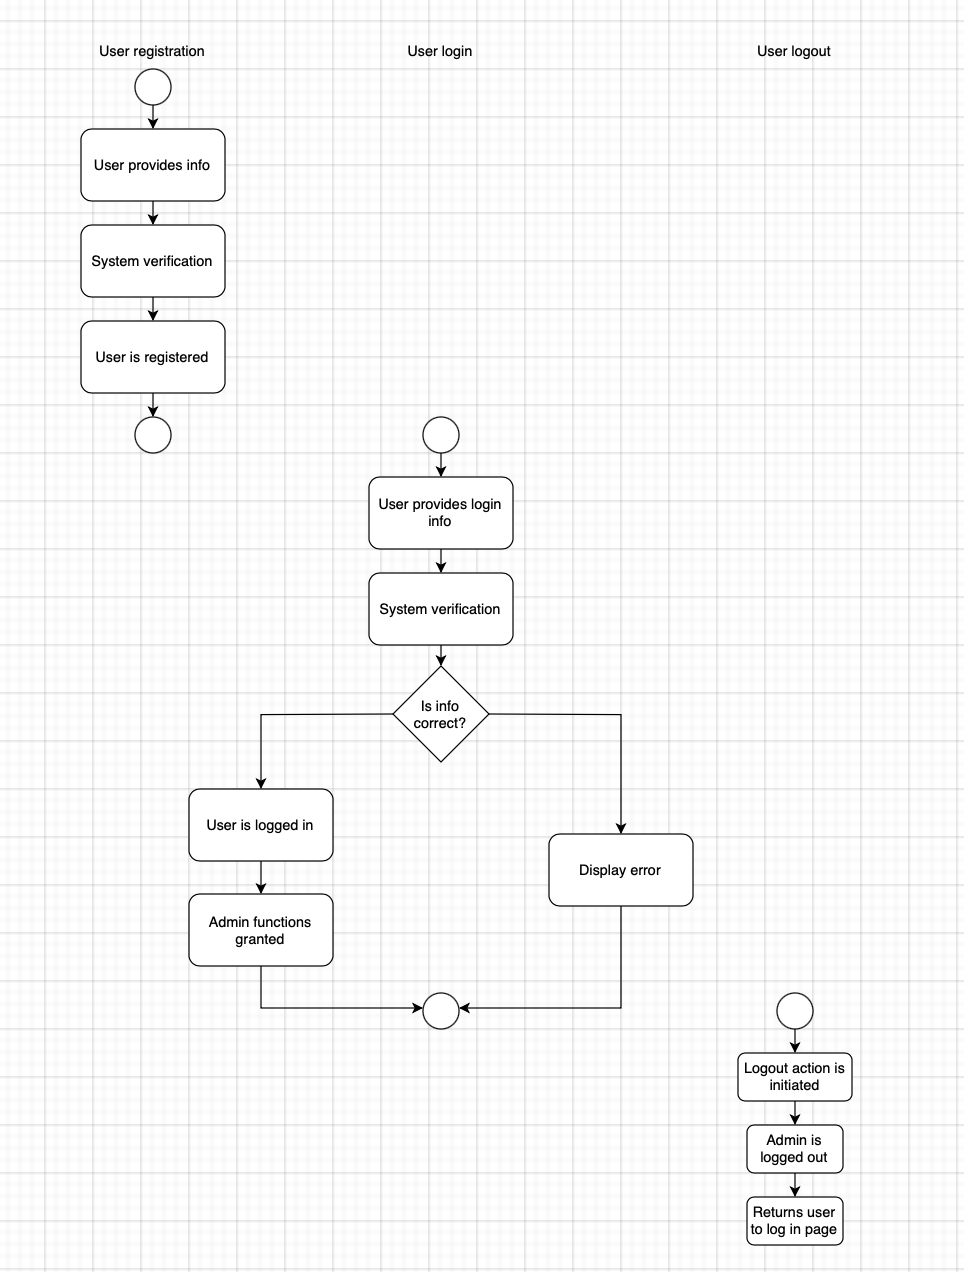 User registration
User login
User logout
User provides info
System verification
User is registered
User provides login
info
System verification
Is info
correct?
User is logged in
Display error
Admin functions
granted
Logout action is
initiated
Admin is
logged out
Returns user
to log in page